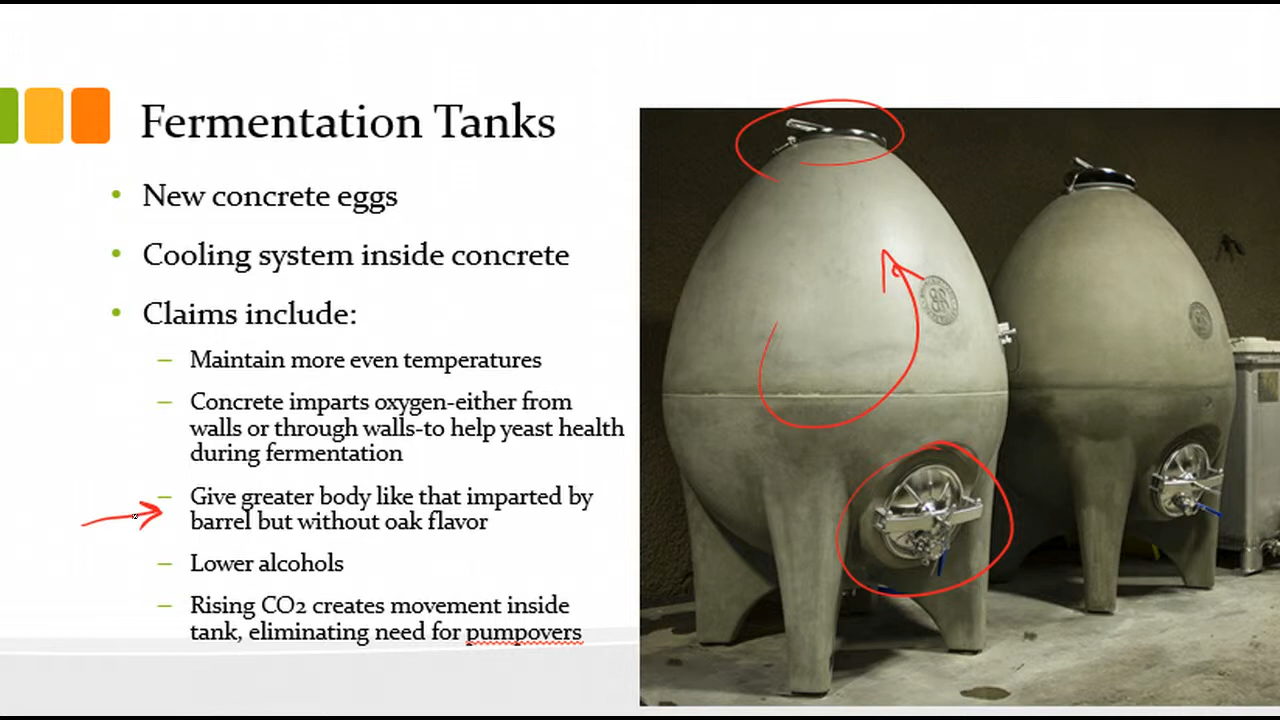 Fermentation Tanks
New concrete eggs
Cooling system inside concrete
Claims include:
Maintain more even temperatures
Concrete imparts oxygen-either from
walls or through walls-to help yeast health
during fermentation
Give greater body like that imparted by
barrel but without oak flavor
Lower alcohols
Rising CO2 creates movement inside
tank, eliminating need for pumpovers